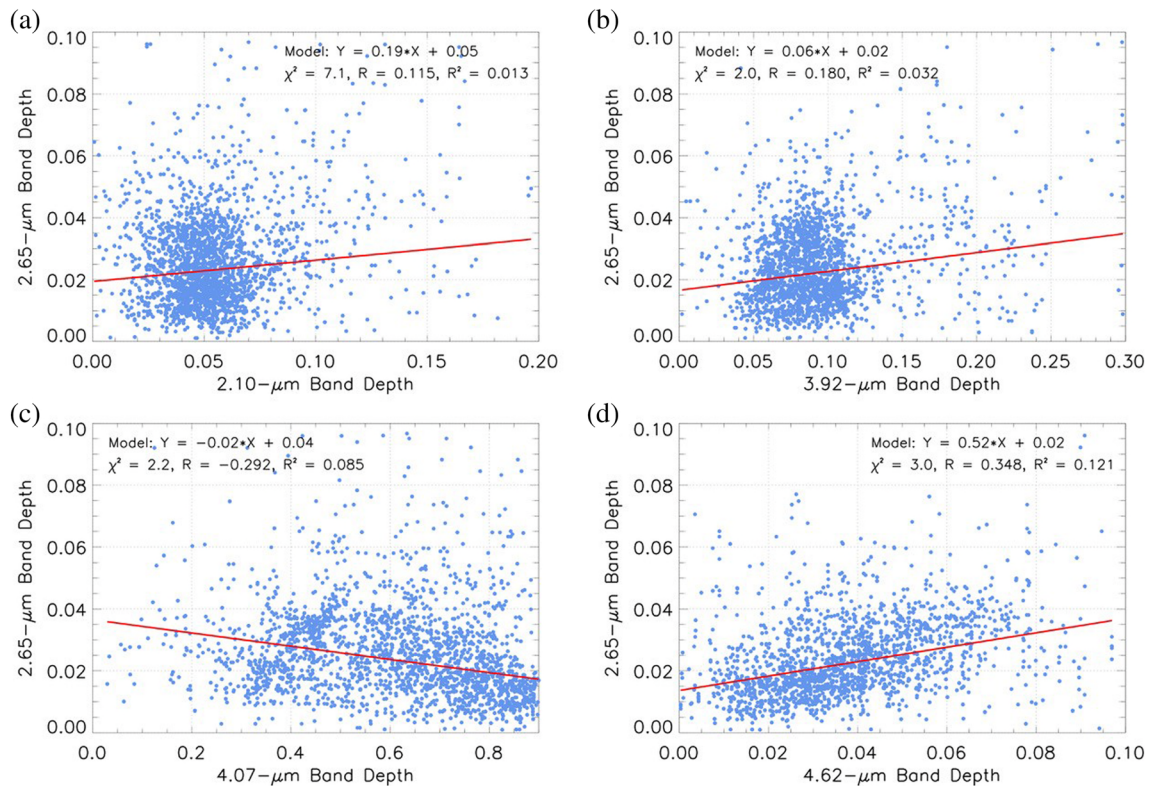 (a)
0.10
0.08
0.06
0.04
0.02
0.00
2.65-μm Band Depth
Model: Y = 0.19*X + 0.05
χ² = 7.1, R = 0.115, R² = 0.013
0.00 0.05 0.10 0.15 0.20
2.10-μm Band Depth
(b)
0.10
0.08
0.06
0.04
0.02
0.00
2.65-μm Band Depth
Model: Y = 0.06*X + 0.02
χ² = 2.0, R = 0.180, R² = 0.032
0.00 0.05 0.10 0.15 0.20 0.25 0.30
3.92-μm Band Depth
(c)
0.10
0.08
0.06
0.04
0.02
0.00
2.65-μm Band Depth
Model: Y = -0.02*X + 0.04
χ² = 2.2, R = -0.292, R² = 0.085
0.0 0.2 0.4 0.6 0.8
4.07-μm Band Depth
(d)
0.10
0.08
0.06
0.04
0.02
0.00
2.65-μm Band Depth
Model: Y = 0.52*X + 0.02
χ² = 3.0, R = 0.348, R² = 0.121
0.00 0.02 0.04 0.06 0.08 0.10
4.62-μm Band Depth